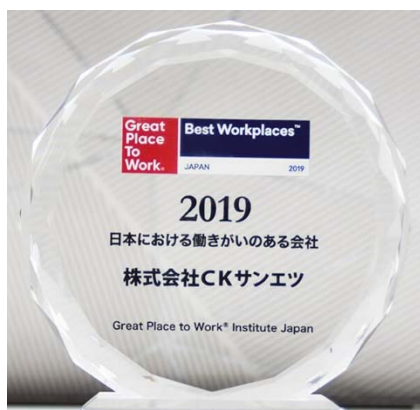 Great
Place
To
Work®
Best Workplaces™
JAPAN 2019
2019
日本における働きがいのある会社
株式会社CKサンエツ
Great Place to Work® Institute Japan